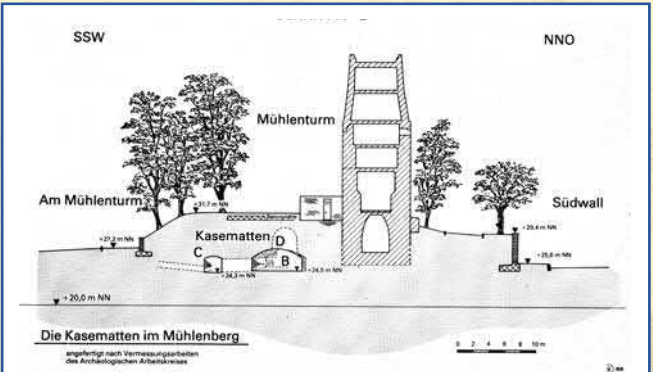 SSW
NNO
Mühlenturm
Am Mühlenturm
+31,7 m NN
Südwall
+29,4 m NN
+27,2 m NN
Kasematten
D
C
B
+25,8 m NN
+24,3 m NN
+24,5 m NN
+20,0 m NN
Die Kasematten im Mühlenberg
angefertigt nach Vermessungsarbeiten
des Archäologischen Arbeitskreises
0 2 4 6 8 10 m